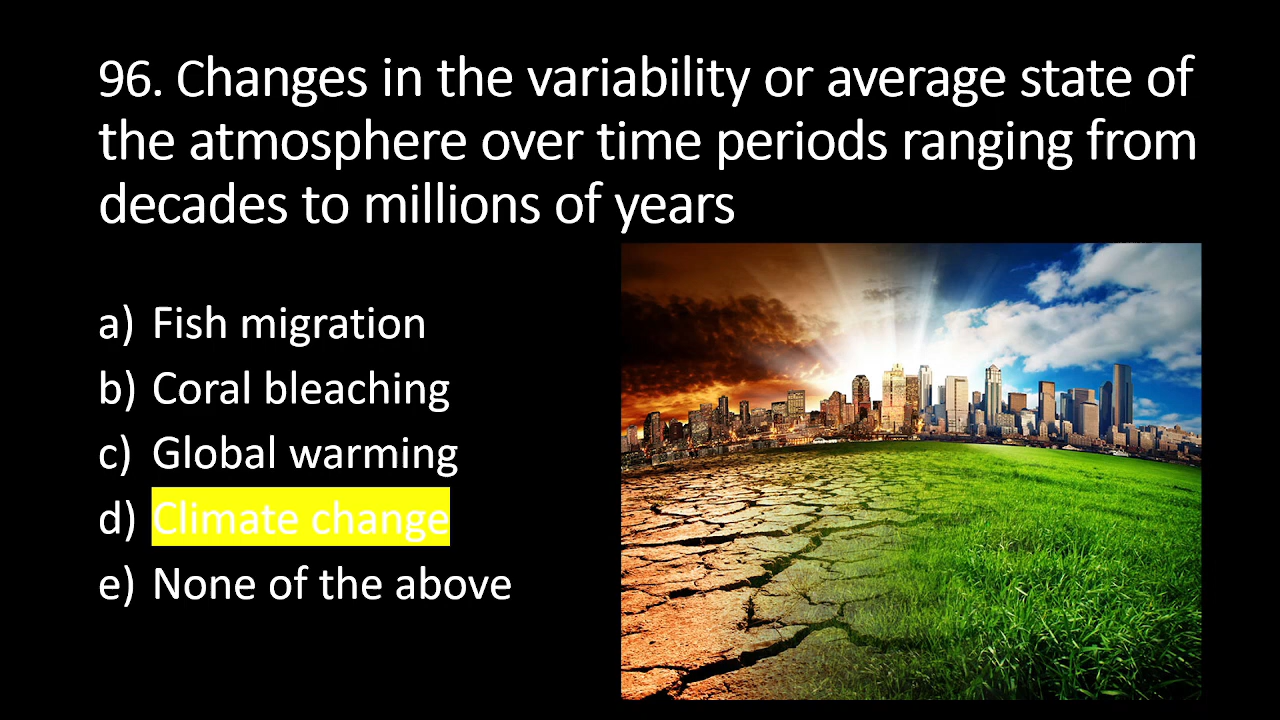 96. Changes in the variability or average state of
the atmosphere over time periods ranging from
decades to millions of years
a) Fish migration
b) Coral bleaching
c) Global warming
d) Climate change
e) None of the above